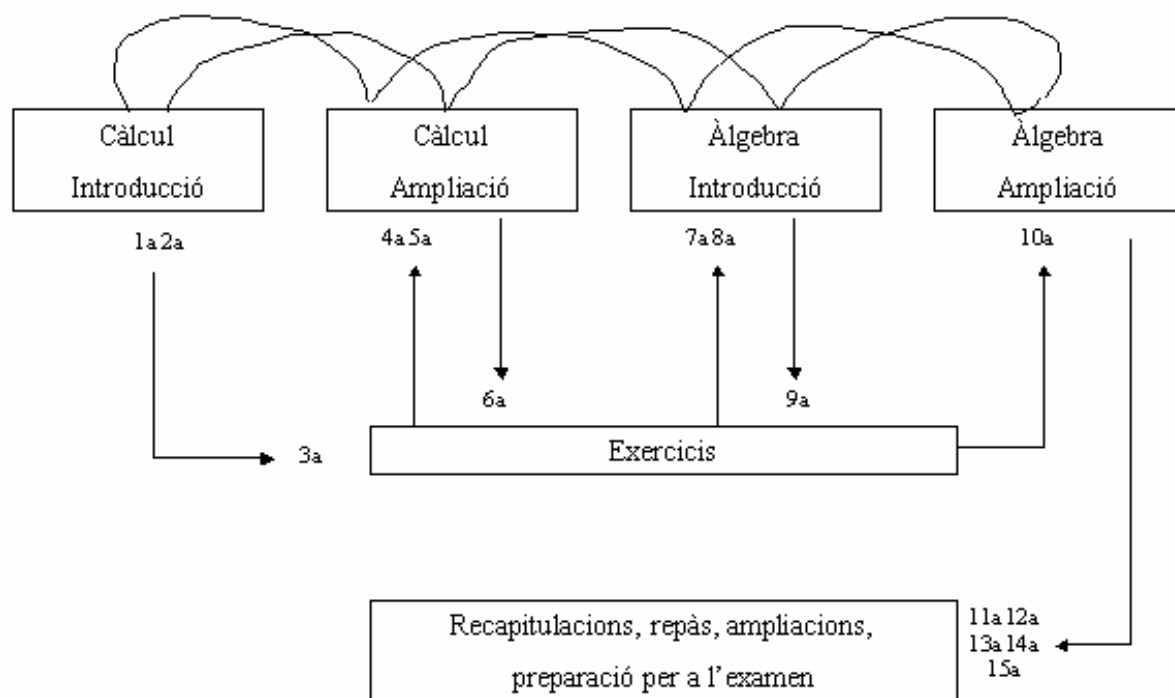 Càlcul
Introducció
Càlcul
Ampliació
Àlgebra
Introducció
Àlgebra
Ampliació
1a 2a
4a 5a
7a 8a
10a
6a
9a
3a
Exercicis
Recapitulacions, repàs, ampliacions,
preparació per a l'examen
11a 12a
13a 14a
15a